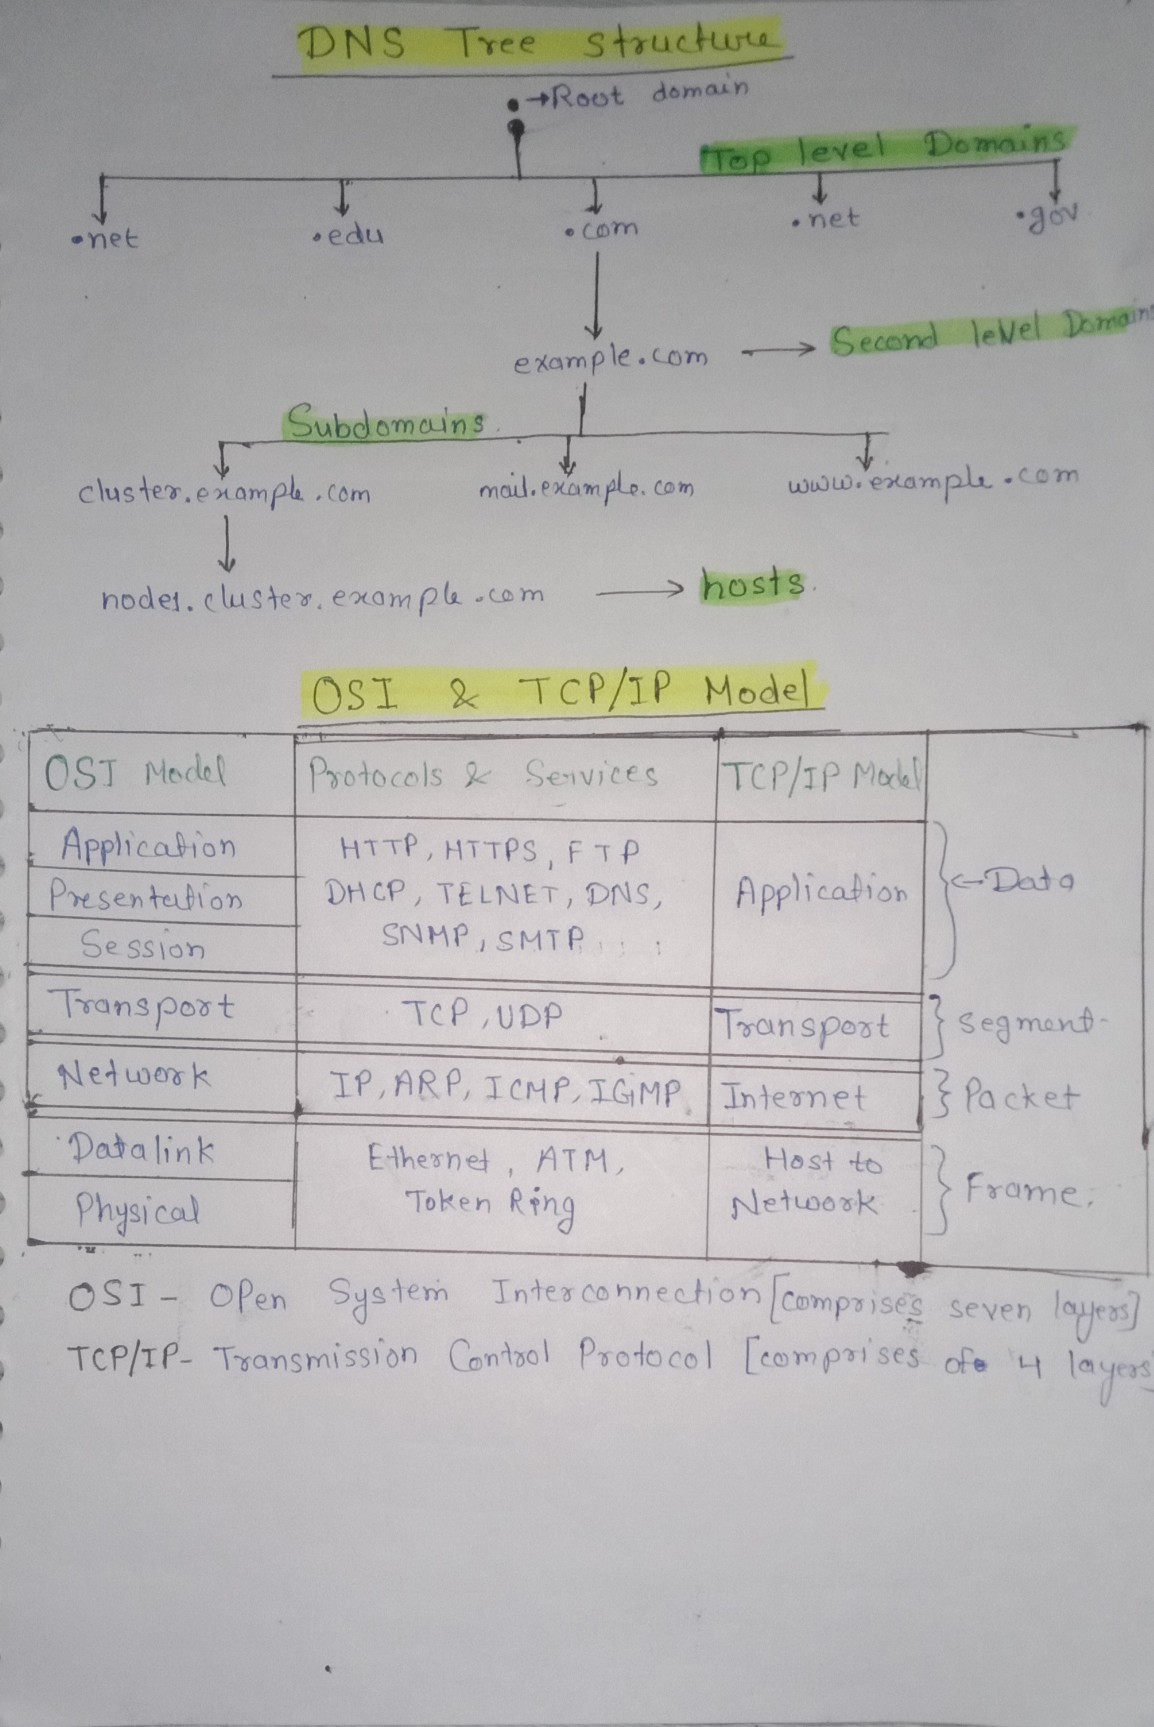 DNS Tree structure
•→Root domain
Top level Domains
.net .edu .com .net .gov
example.com → Second level Domains
Subdomains.
cluster.example.com mail.example.com www.example.com
node1.cluster.example.com → hosts.
OSI & TCP/IP Model
OSI Model Protocols & Services TCP/IP Model
Application HTTP, HTTPS, FTP
Presentation DHCP, TELNET, DNS, Application ← Data
Session SNMP, SMTP
Transport TCP, UDP Transport } segment-
Network IP, ARP, ICMP, IGMP Internet } Packet
Datalink Ethernet, ATM, Host to
Physical Token Ring Network } Frame.
OSI - Open System Interconnection [comprises seven layers]
TCP/IP- Transmission Control Protocol [comprises of 4 layers